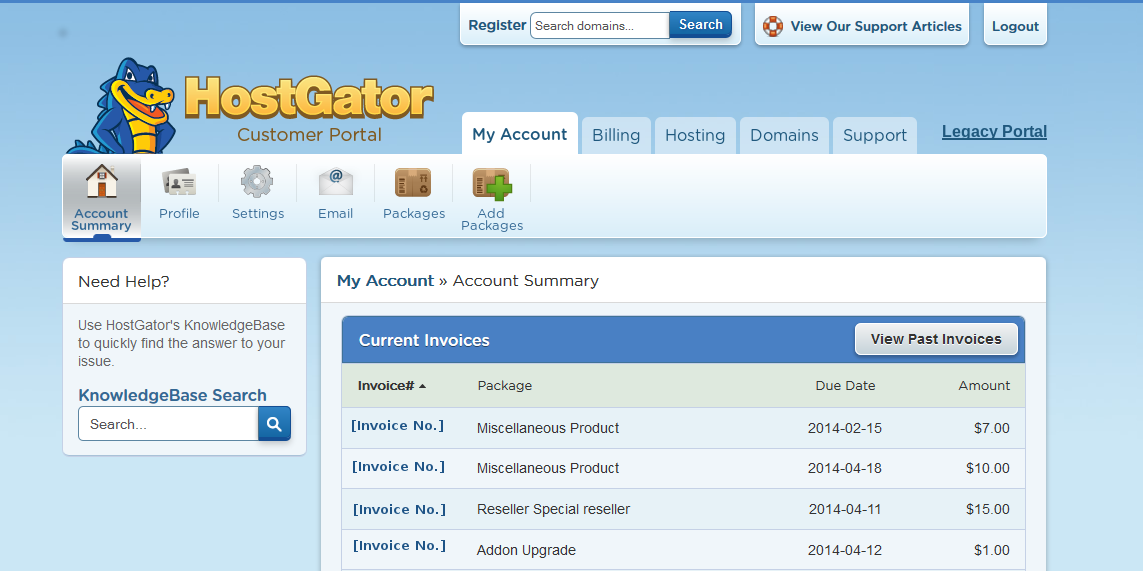 Register Search domains... Search View Our Support Articles Logout
HostGator
Customer Portal
My Account Billing Hosting Domains Support Legacy Portal
Account Summary
Profile
Settings
@
Email
Packages
Add Packages
Need Help?
Use HostGator's KnowledgeBase
to quickly find the answer to your
issue.
KnowledgeBase Search
Search...
My Account » Account Summary
Current Invoices View Past Invoices
Invoice# Package Due Date Amount
[Invoice No.] Miscellaneous Product 2014-02-15 $7.00
[Invoice No.] Miscellaneous Product 2014-04-18 $10.00
[Invoice No.] Reseller Special reseller 2014-04-11 $15.00
[Invoice No.] Addon Upgrade 2014-04-12 $1.00